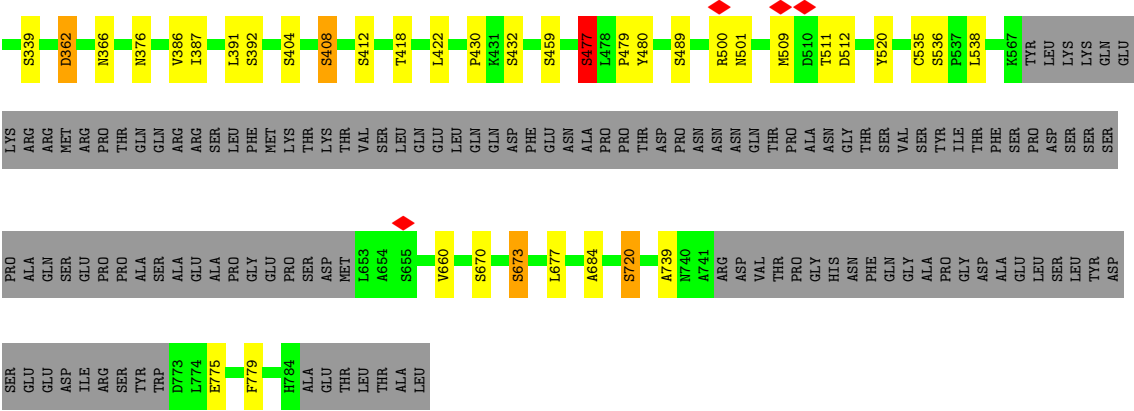 S339 D362 N366 N376 V386 I387 L391 S392 S404 S408 S412 T418 L422 P430 K431 S432 S459 S477 L478 P479 Y480 S489 R500 N501 M509 D510 T511 D512 Y520 C535 S536 P537 L538 K567 TYR LEU LYS LYS GLN GLU
LYS ARG ARG MET ARG PRO THR GLN GLN ARG ARG SER LEU PHE MET LYS THR LYS THR VAL SER LEU GLN GLU LEU GLN GLN ASP PHE GLU ASN ALA PRO PRO THR ASP PRO ASN ASN ASN GLN THR PRO ALA ASN GLY THR SER VAL SER TYR ILE THR PHE SER PRO ASP SER SER SER
PRO ALA GLN SER GLU PRO PRO ALA SER ALA GLU ALA PRO GLY GLU PRO SER ASP MET L653 A654 S655 V660 S670 S673 L677 A684 S720 A739 N740 A741 ARG ASP VAL THR PRO GLY HIS ASN PHE GLN GLY ALA PRO GLY ASP ALA GLU LEU SER LEU TYR ASP
SER GLU GLU ASP ILE ARG SER TYR TRP D773 L774 E775 F779 H784 ALA GLU THR LEU THR ALA LEU